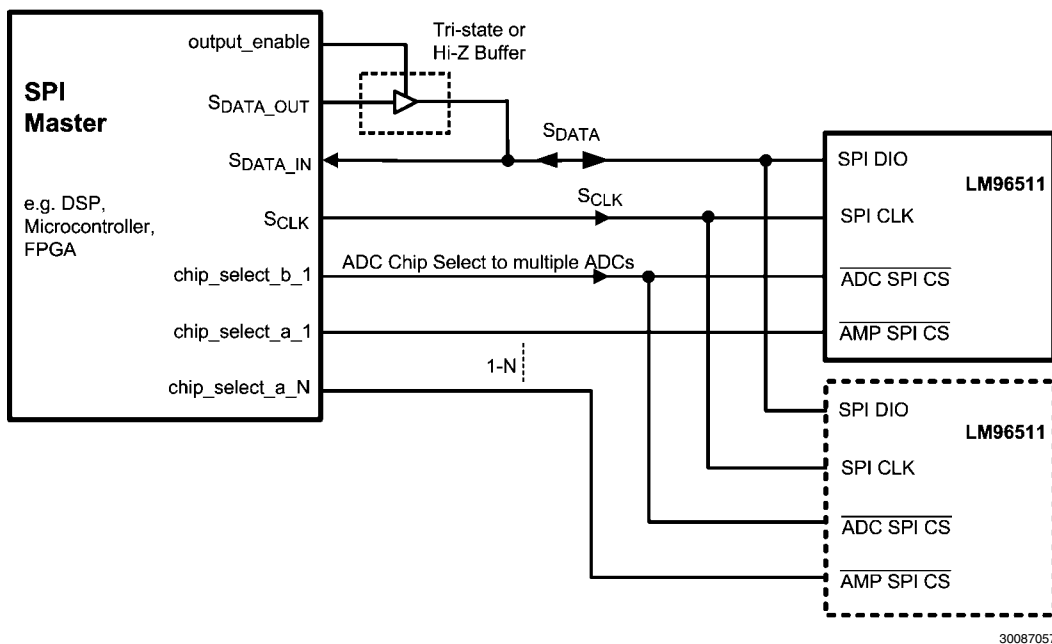 Tri-state or
Hi-Z Buffer
output_enable
SPI
Master
SDATA_OUT
SDATA
SDATA_IN
SPI DIO
LM96511
e.g. DSP,
Microcontroller,
FPGA
SCLK
SCLK
SPI CLK
chip_select_b_1
ADC Chip Select to multiple ADCs
ADC SPI CS
chip_select_a_1
AMP SPI CS
1-N
chip_select_a_N
SPI DIO
LM96511
SPI CLK
ADC SPI CS
AMP SPI CS
30087057